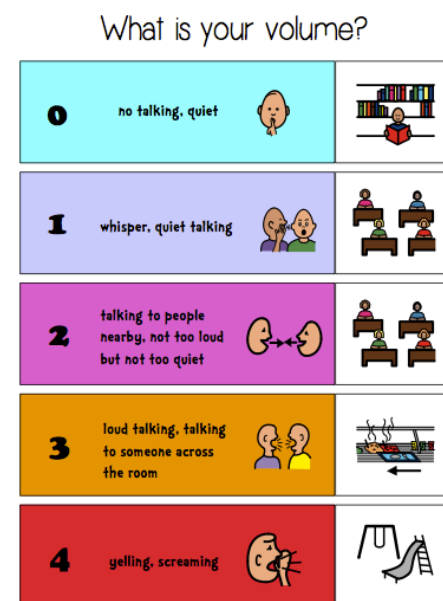 What is your volume?
0
no talking, quiet
1
whisper, quiet talking
2
talking to people
nearby, not too loud
but not too quiet
3
loud talking, talking
to someone across
the room
4
yelling, screaming